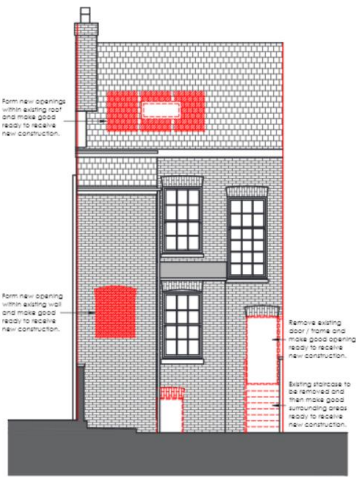 Form new openings
within existing roof
and make good
ready to receive
new construction.
Form new opening
within existing wall
and make good
ready to receive
new construction.
Remove existing
door / frame and
make good opening
ready to receive
new construction.
Existing staircase to
be removed and
then make good
surrounding areas
ready to receive
new construction.